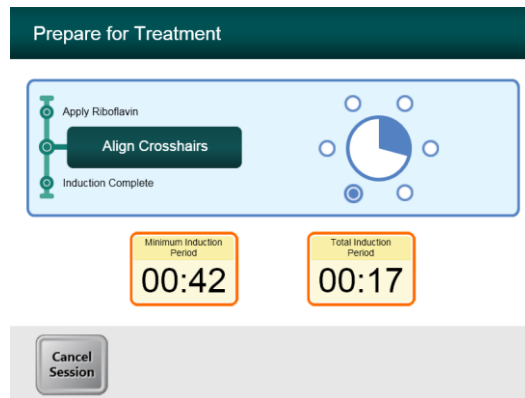 Prepare for Treatment
Apply Riboflavin
Align Crosshairs
Induction Complete
Minimum Induction
Period
00:42
Total Induction
Period
00:17
Cancel
Session